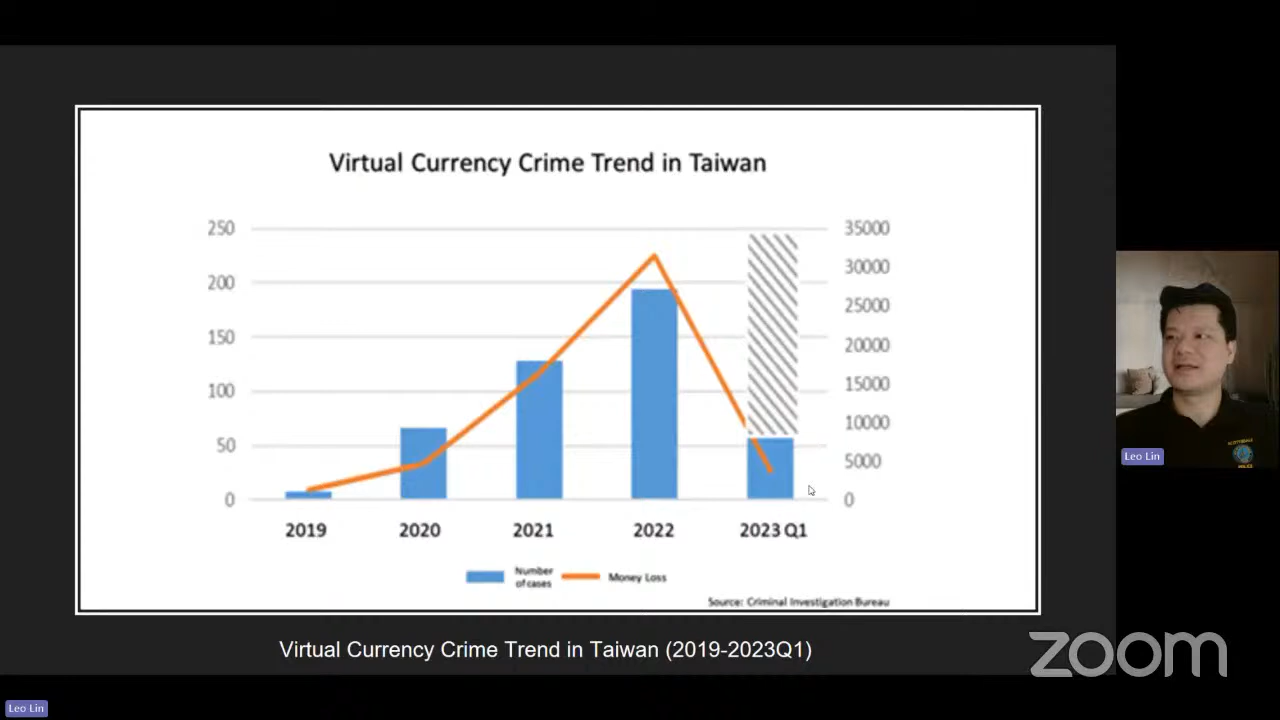 Virtual Currency Crime Trend in Taiwan
250
200
150
100
50
0
35000
30000
25000
20000
15000
10000
5000
0
2019 2020 2021 2022 2023 Q1
Number
of cases
Money Loss
Source: Criminal Investigation Bureau
Virtual Currency Crime Trend in Taiwan (2019-2023Q1)
Leo Lin
zoom
Leo Lin